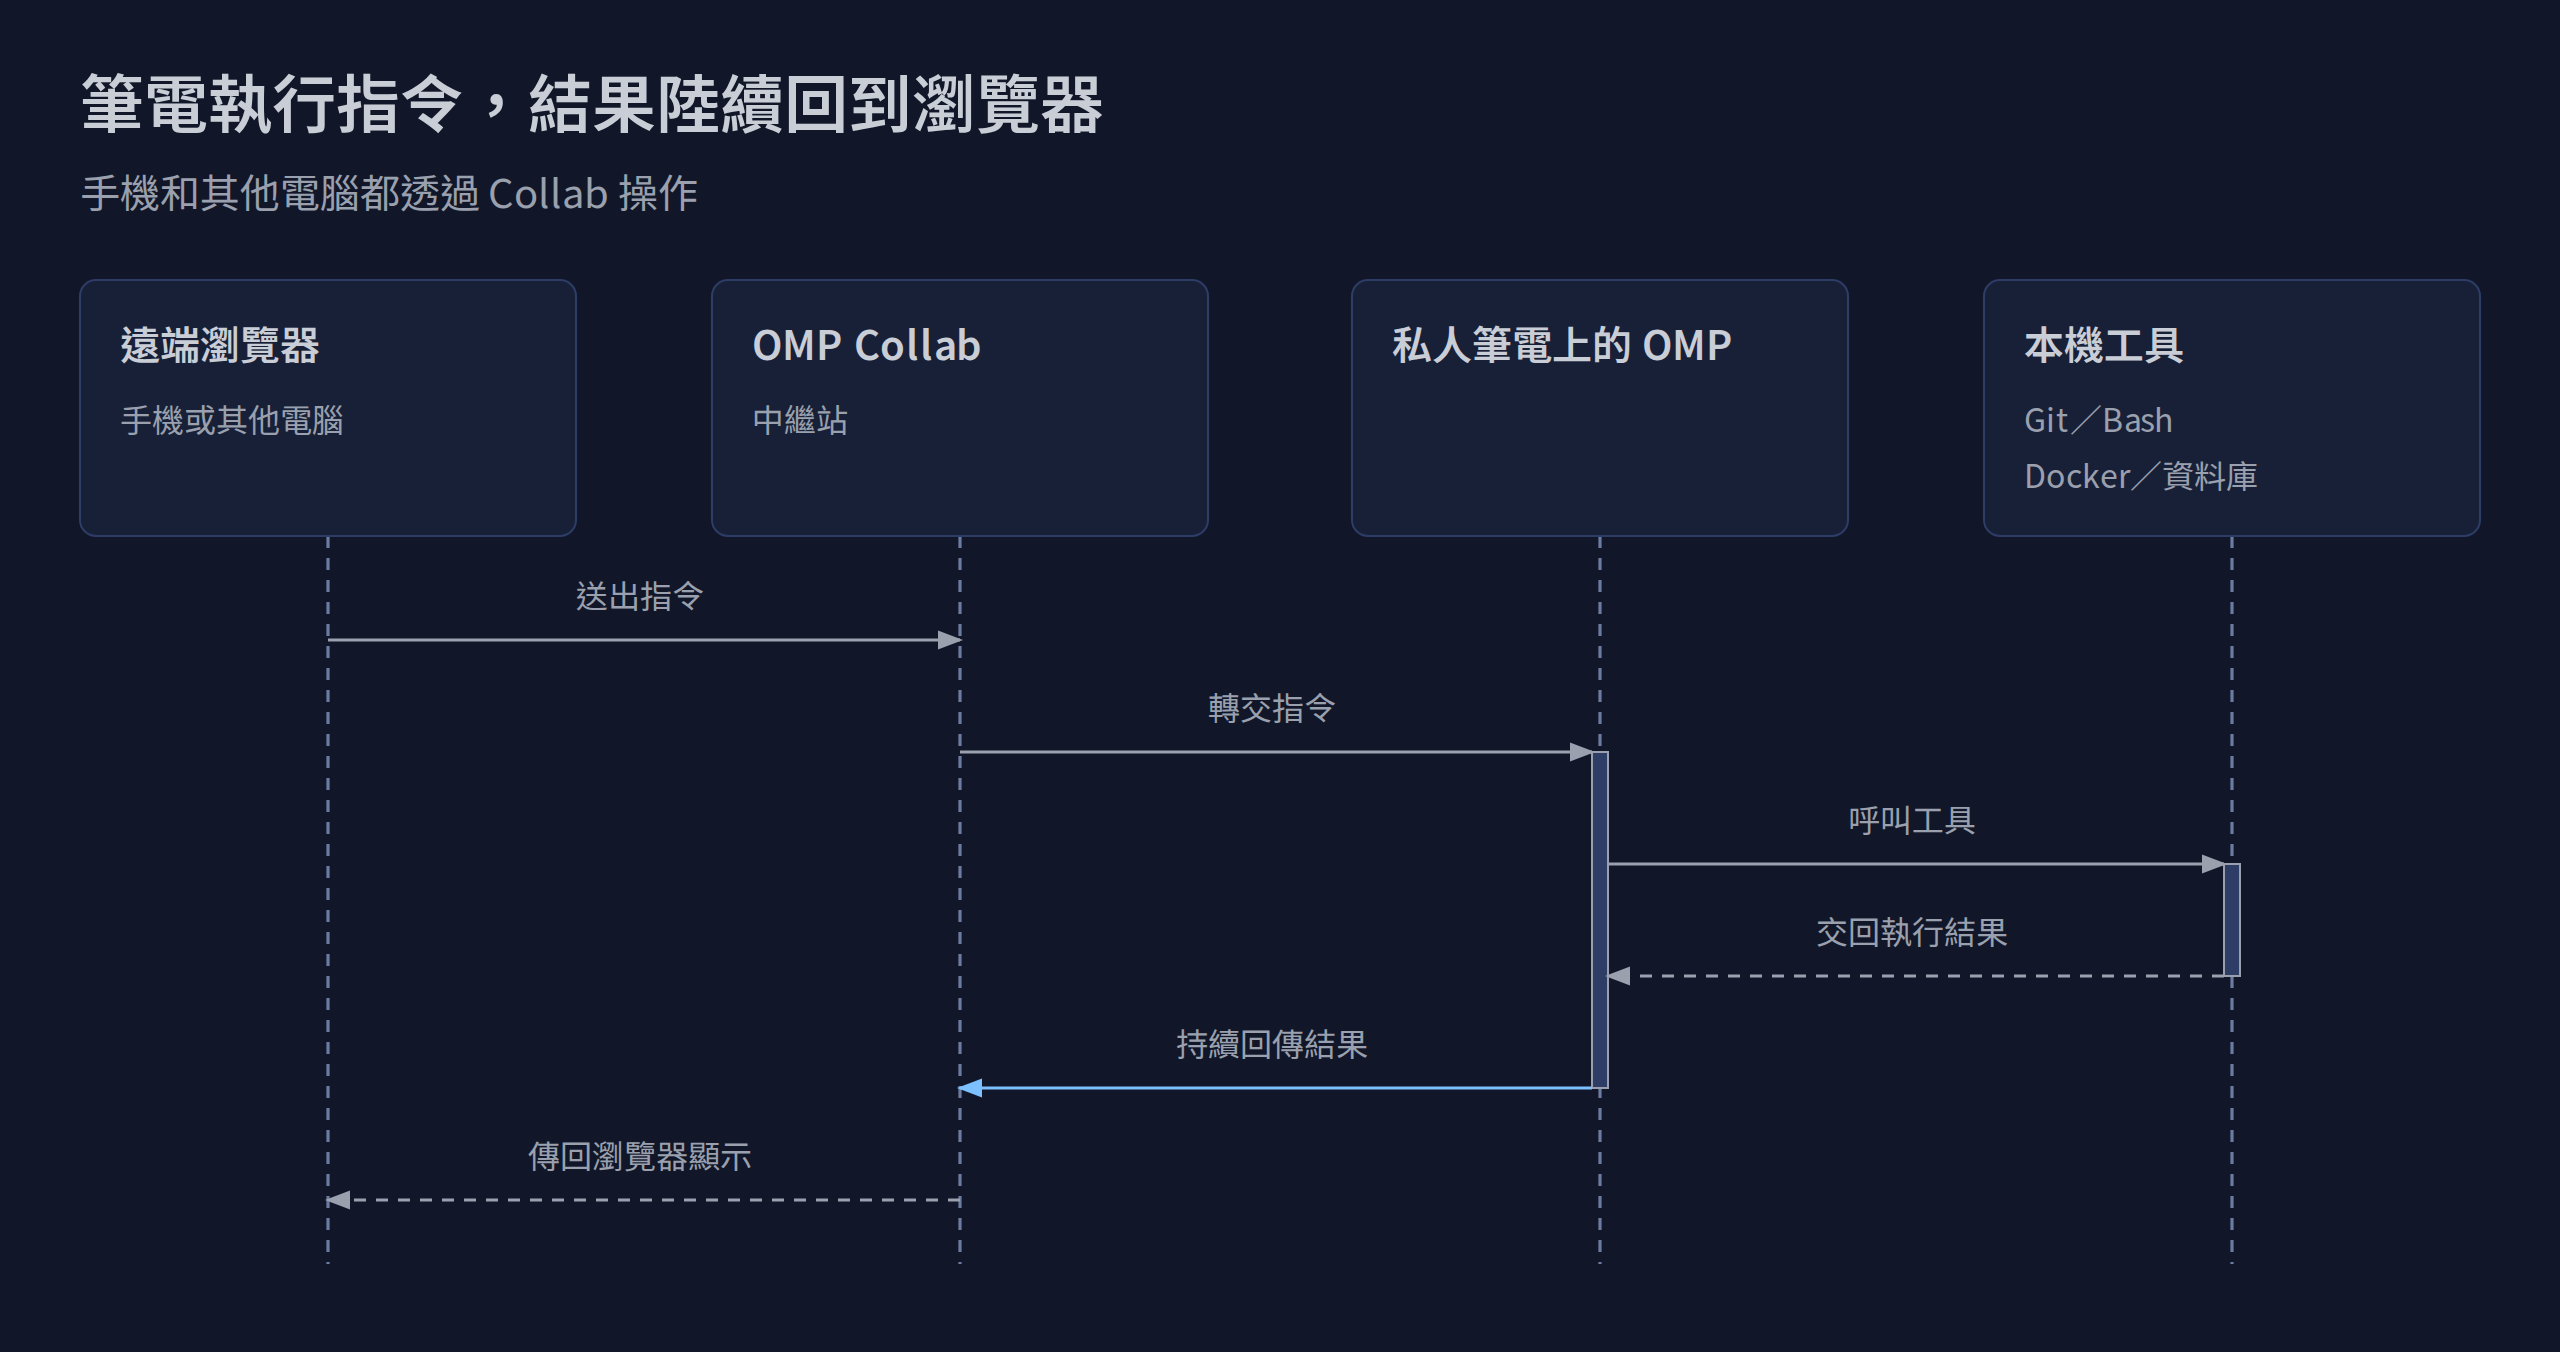 筆電執行指令，結果陸續回到瀏覽器
手機和其他電腦都透過 Collab 操作
遠端瀏覽器
手機或其他電腦
OMP Collab
中繼站
私人筆電上的 OMP
本機工具
Git／Bash
Docker／資料庫
送出指令
轉交指令
呼叫工具
交回執行結果
持續回傳結果
傳回瀏覽器顯示